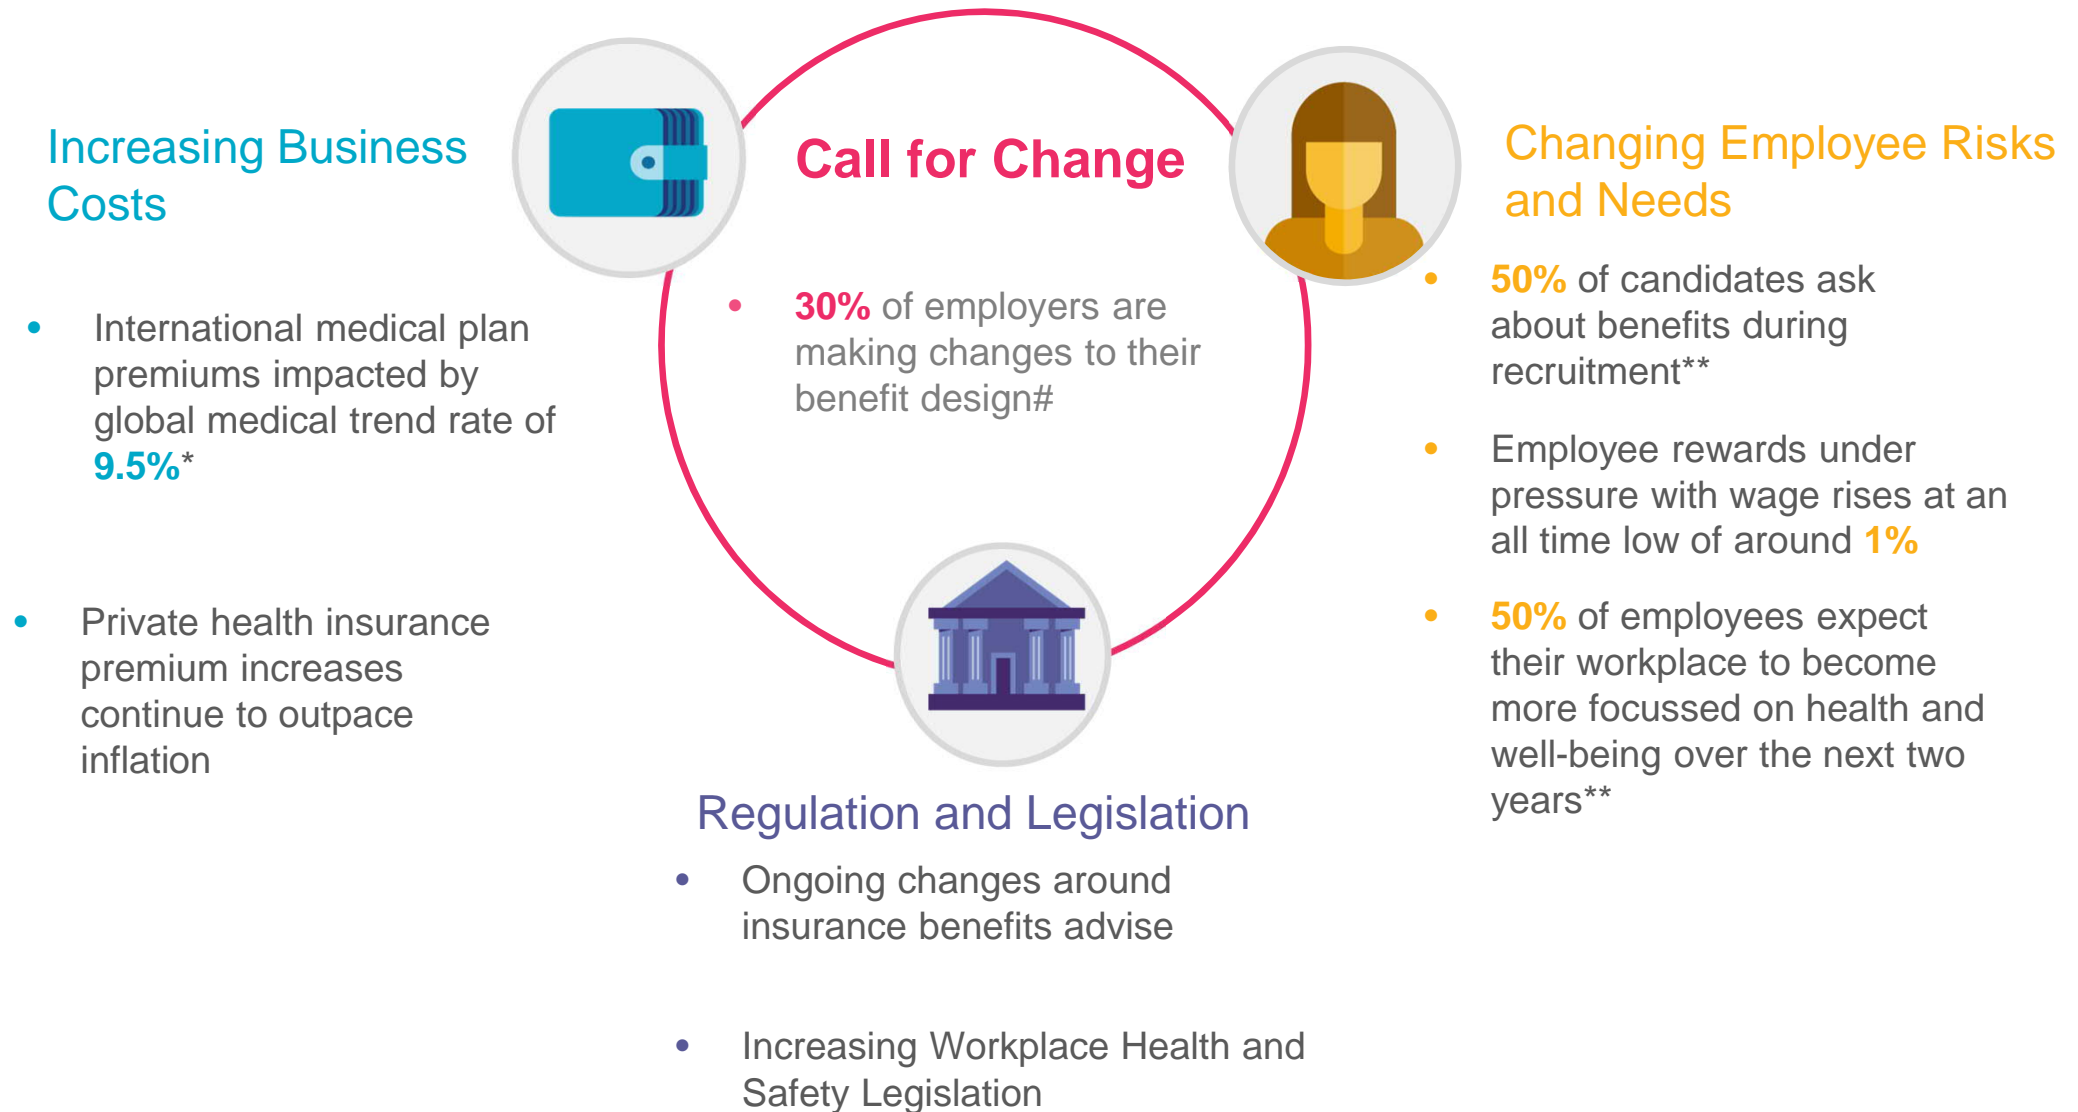 Increasing Business
Costs
• International medical plan
premiums impacted by
global medical trend rate of
9.5%*
• Private health insurance
premium increases
continue to outpace
inflation
Call for Change
• 30% of employers are
making changes to their
benefit design#
Changing Employee Risks
and Needs
• 50% of candidates ask
about benefits during
recruitment**
• Employee rewards under
pressure with wage rises at an
all time low of around 1%
• 50% of employees expect
their workplace to become
more focussed on health and
well-being over the next two
years**
Regulation and Legislation
• Ongoing changes around
insurance benefits advise
• Increasing Workplace Health and
Safety Legislation